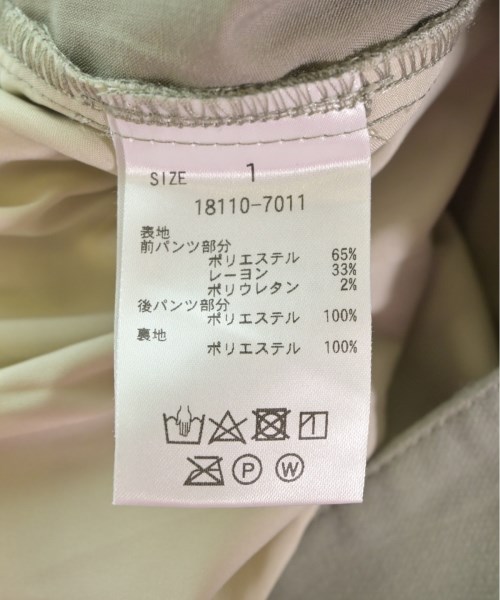 SIZE 1
18110-7011
表地
前パンツ部分
ポリエステル 65%
レーヨン 33%
ポリウレタン 2%
後パンツ部分
ポリエステル 100%
裏地
ポリエステル 100%
P W